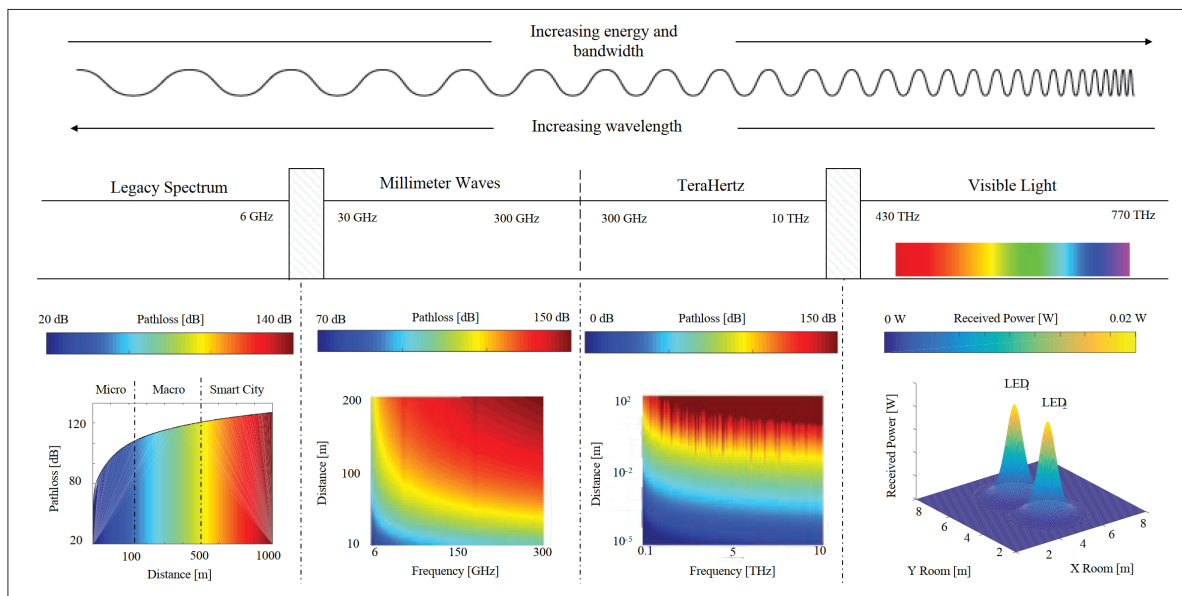 Increasing energy and
bandwidth
Increasing wavelength
Legacy Spectrum
Millimeter Waves
TeraHertz
Visible Light
6 GHz
30 GHz
300 GHz
300 GHz
10 THz
430 THz
770 THz
20 dB
Pathloss [dB]
140 dB
70 dB
Pathloss [dB]
150 dB
0 dB
Pathloss [dB]
150 dB
0 W
Received Power [W]
0.02 W
Micro
Macro
Smart City
Pathloss [dB]
120
80
20
100
500
1000
Distance [m]
Distance [m]
200
100
10
6
150
300
Frequency [GHz]
Distance [m]
10²
10⁻²
10⁻⁵
0.1
5
10
Frequency [THz]
Received Power [W]
LED₁
LED₂
8
6
4
2
Y Room [m]
2
4
6
8
X Room [m]